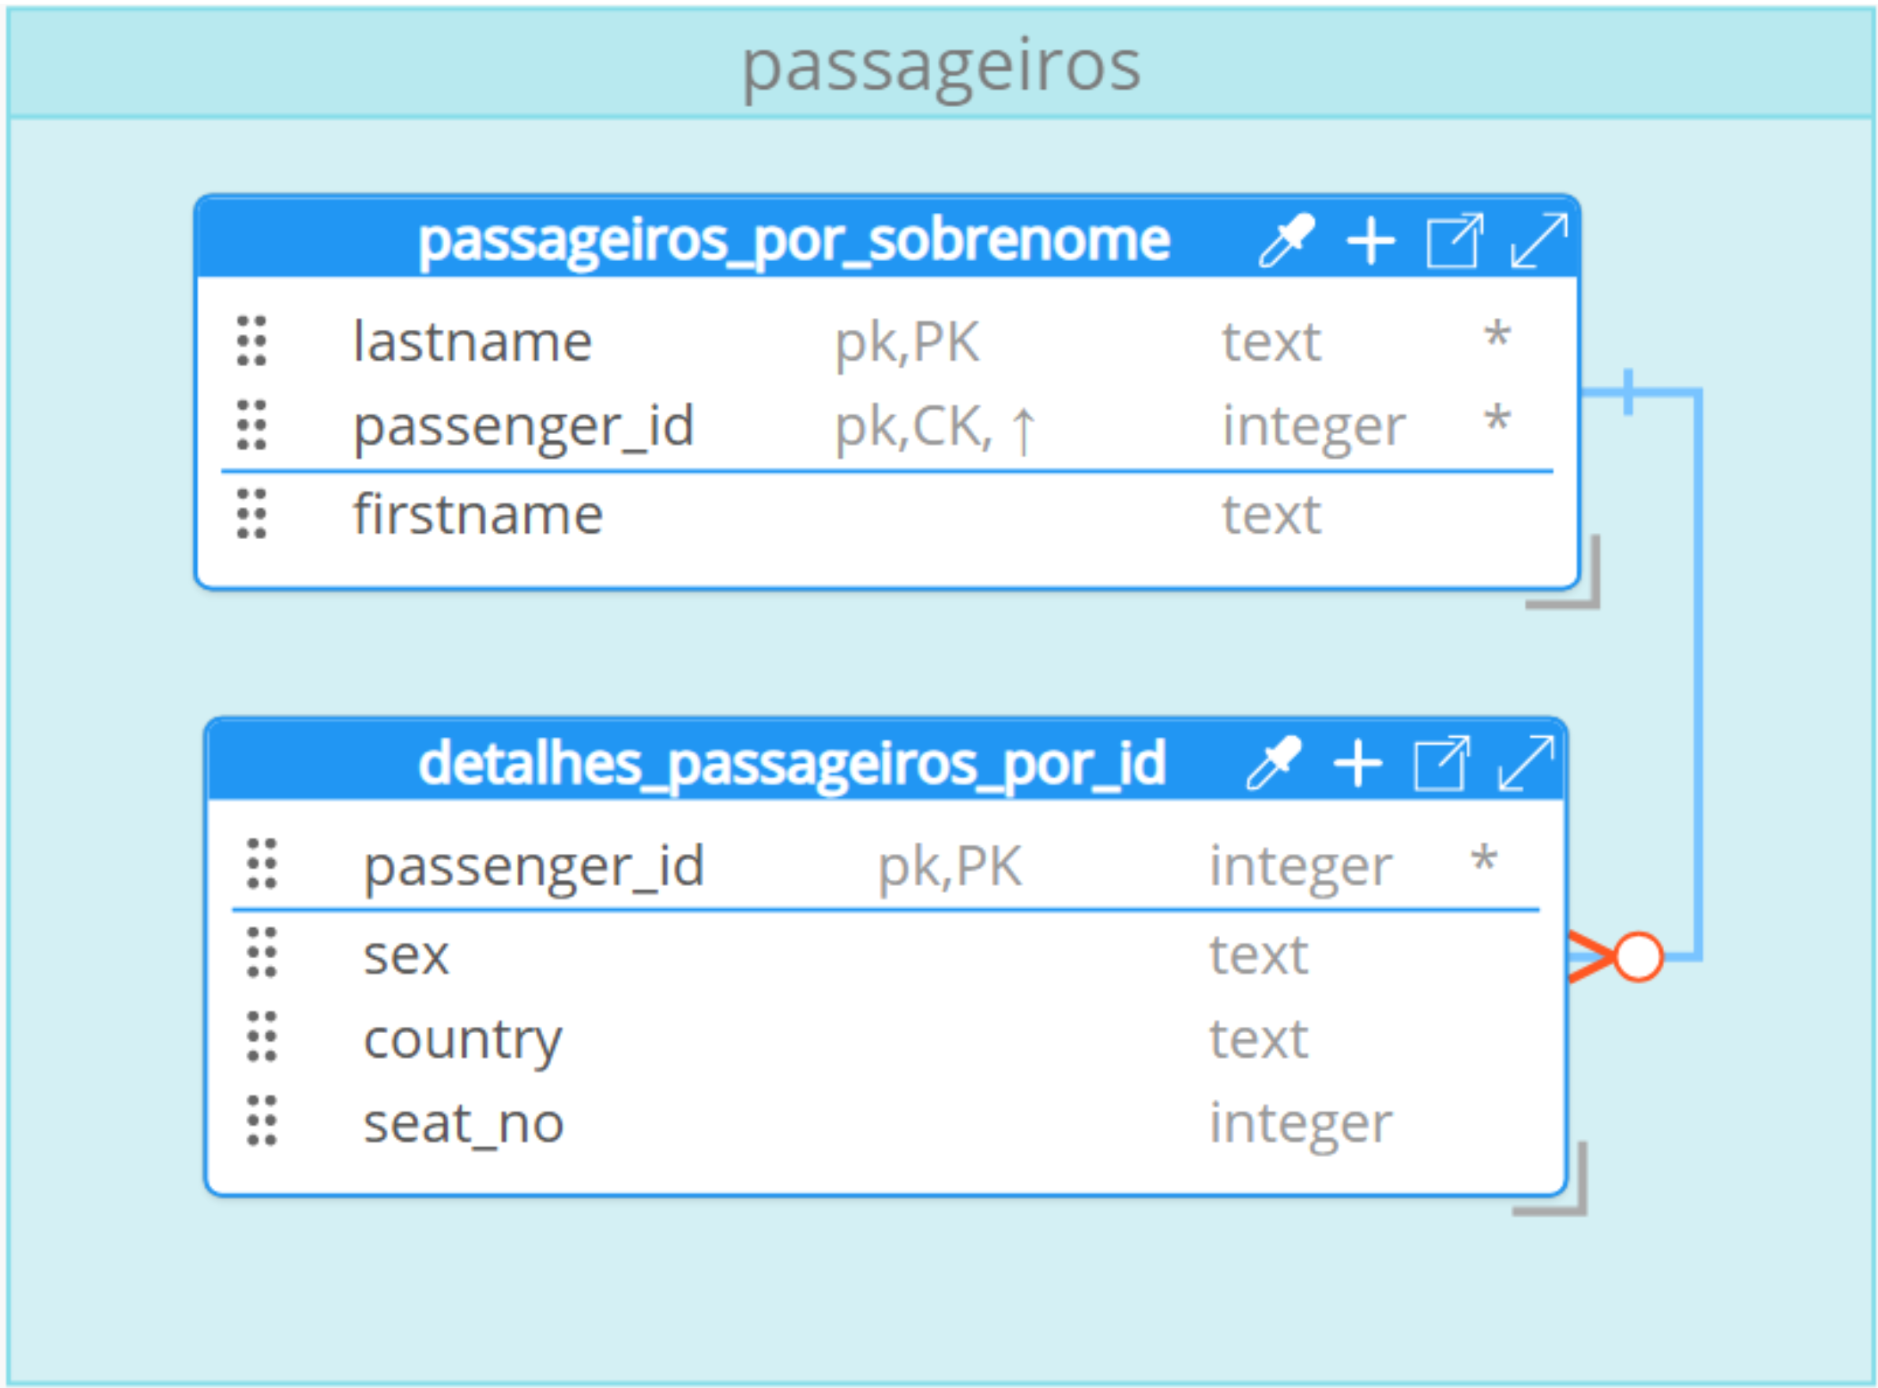 passageiros
passageiros_por_sobrenome
lastname pk,PK text *
passenger_id pk,CK, ↑ integer *
firstname text
detalhes_passageiros_por_id
passenger_id pk,PK integer *
sex text
country text
seat_no integer